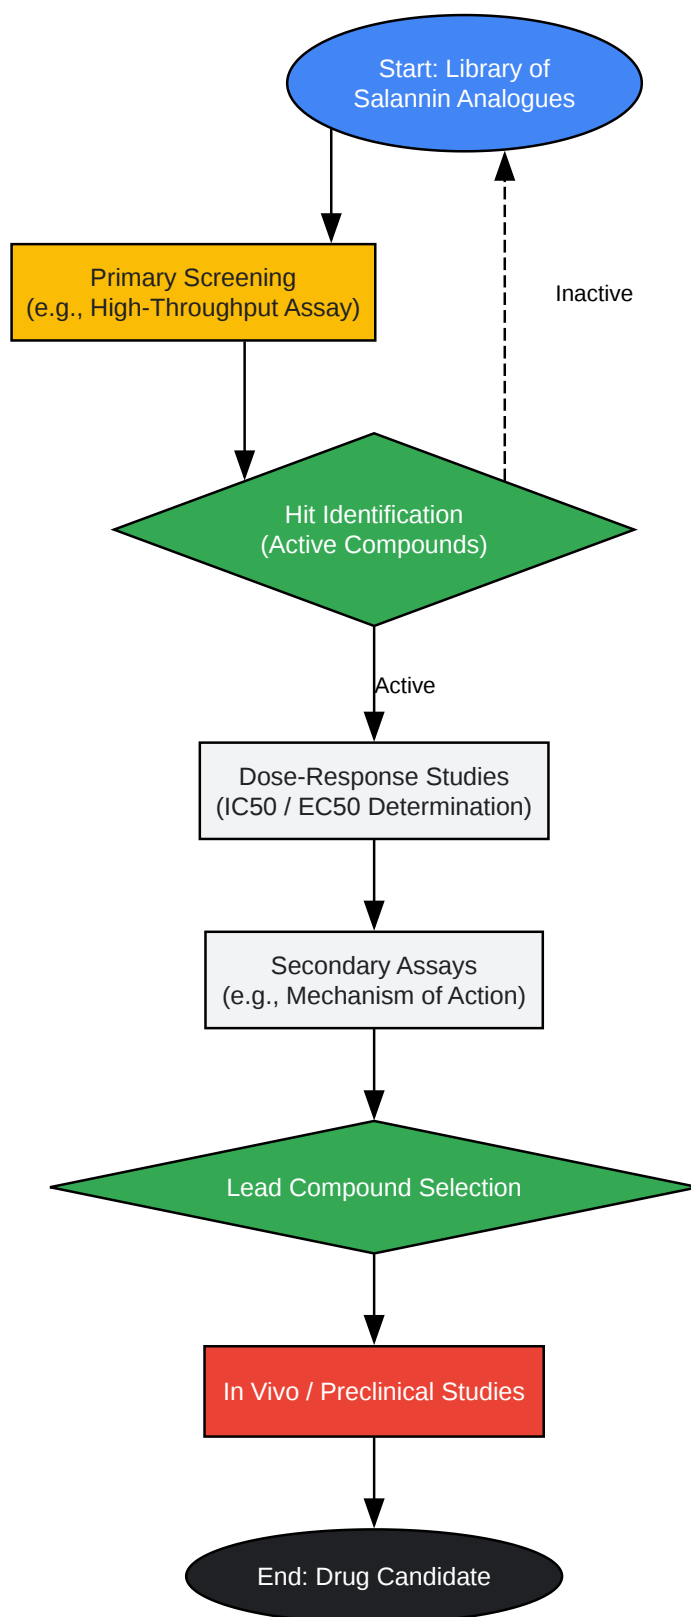 Start: Library of
Salannin Analogues
Primary Screening
(e.g., High-Throughput Assay)
Inactive
Hit Identification
(Active Compounds)
Active
Dose-Response Studies
(IC50 / EC50 Determination)
Secondary Assays
(e.g., Mechanism of Action)
Lead Compound Selection
In Vivo / Preclinical Studies
End: Drug Candidate